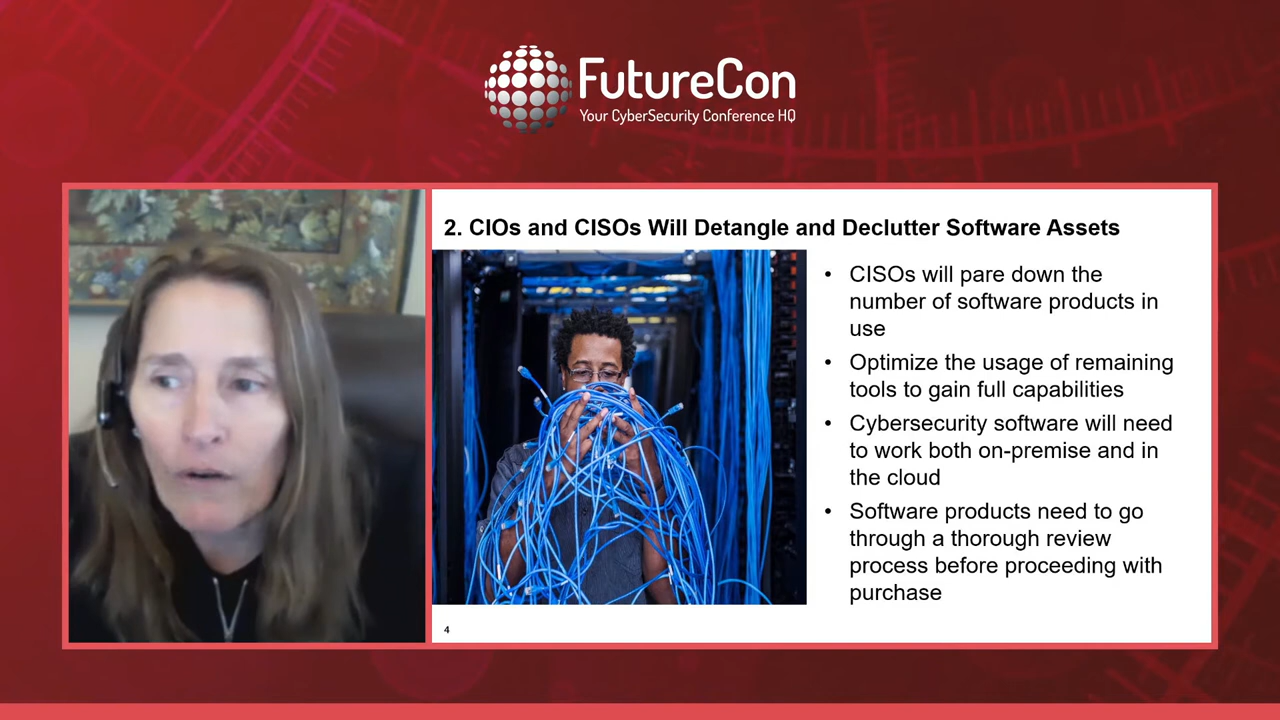 FutureCon
Your CyberSecurity Conference HQ
2. CIOs and CISOs Will Detangle and Declutter Software Assets
• CISOs will pare down the
number of software products in
use
• Optimize the usage of remaining
tools to gain full capabilities
• Cybersecurity software will need
to work both on-premise and in
the cloud
• Software products need to go
through a thorough review
process before proceeding with
purchase
4